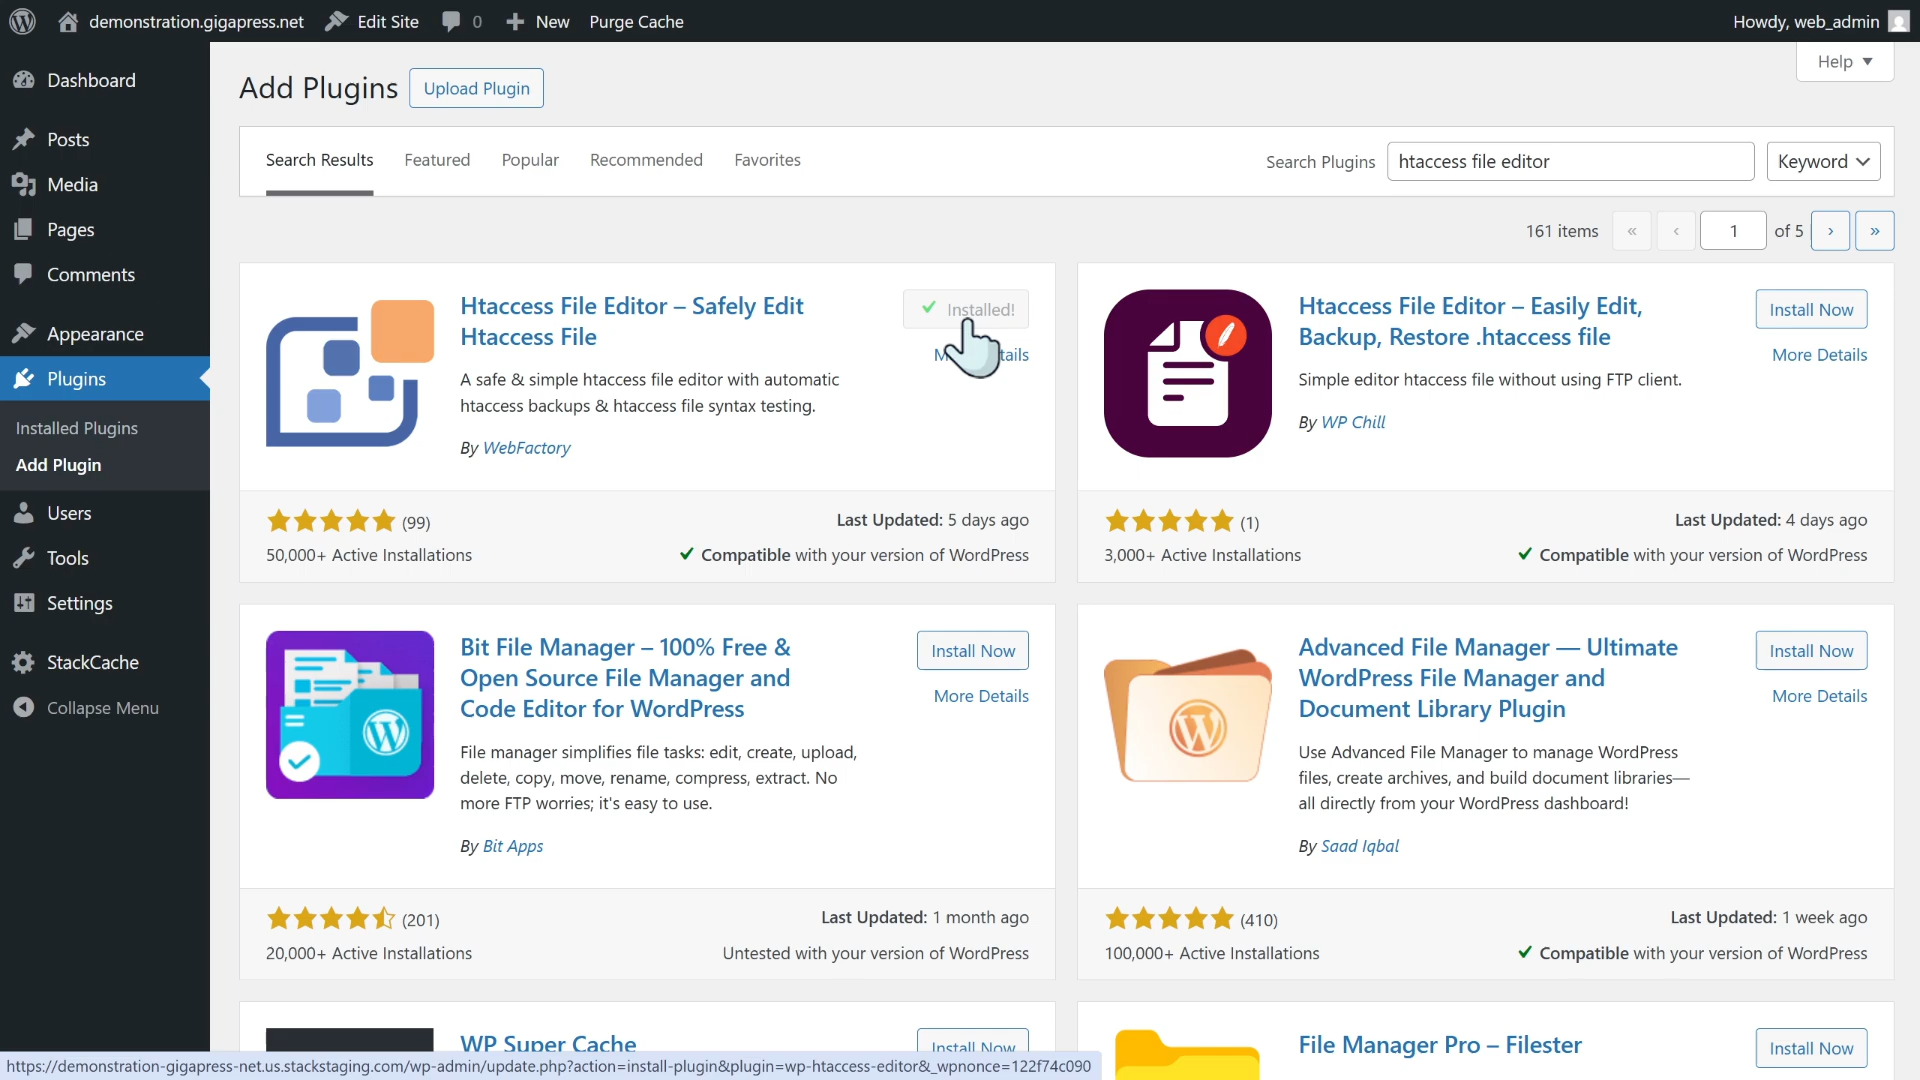 demonstration.gigapress.net
Edit Site
0
New
Purge Cache
Howdy, web_admin
Help
Dashboard
Posts
Media
Pages
Comments
Appearance
Plugins
Installed Plugins
Add Plugin
Users
Tools
Settings
StackCache
Collapse Menu
Add Plugins
Upload Plugin
Search Results
Featured
Popular
Recommended
Favorites
Search Plugins
htaccess file editor
Keyword
161 items
«
‹
1
of 5
›
»
Htaccess File Editor – Safely Edit
Htaccess File
Installed!
A safe & simple htaccess file editor with automatic
htaccess backups & htaccess file syntax testing.
By WebFactory
(99)
50,000+ Active Installations
Last Updated: 5 days ago
Compatible with your version of WordPress
Htaccess File Editor – Easily Edit,
Backup, Restore .htaccess file
Install Now
More Details
Simple editor htaccess file without using FTP client.
By WP Chill
(1)
3,000+ Active Installations
Last Updated: 4 days ago
Compatible with your version of WordPress
Bit File Manager – 100% Free &
Open Source File Manager and
Code Editor for WordPress
Install Now
More Details
File manager simplifies file tasks: edit, create, upload,
delete, copy, move, rename, compress, extract. No
more FTP worries; it's easy to use.
By Bit Apps
(201)
20,000+ Active Installations
Last Updated: 1 month ago
Untested with your version of WordPress
Advanced File Manager — Ultimate
WordPress File Manager and
Document Library Plugin
Install Now
More Details
Use Advanced File Manager to manage WordPress
files, create archives, and build document libraries—
all directly from your WordPress dashboard!
By Saad Iqbal
(410)
100,000+ Active Installations
Last Updated: 1 week ago
Compatible with your version of WordPress
WP Super Cache
Install Now
File Manager Pro – Filester
Install Now
https://demonstration-gigapress-net.us.stackstaging.com/wp-admin/update.php?action=install-plugin&plugin=wp-htaccess-editor&_wpnonce=122f74c090